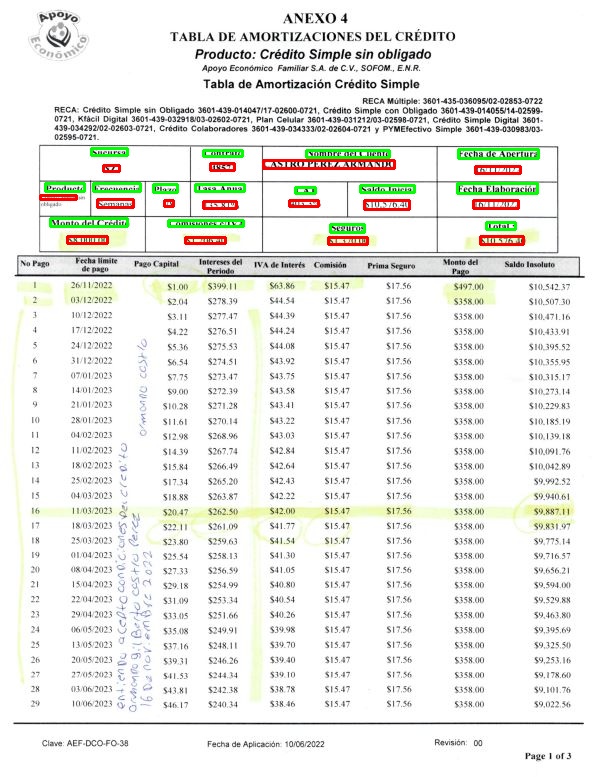 Apoyo
Económico
ANEXO 4
TABLA DE AMORTIZACIONES DEL CRÉDITO
Producto: Crédito Simple sin obligado
Apoyo Económico Familiar S.A. de C.V., SOFOM., E.N.R.
Tabla de Amortización Crédito Simple
RECA Múltiple: 3601-435-036095/02-02853-0722
RECA: Crédito Simple sin Obligado 3601-439-014047/17-02600-0721, Crédito Simple con Obligado 3601-439-014055/14-02599-
0721, Kfácil Digital 3601-439-032918/03-02602-0721, Plan Celular 3601-439-031212/03-02598-0721, Crédito Simple Digital 3601-
439-034292/02-02603-0721, Crédito Colaboradores 3601-439-034333/02-02604-0721 y PYMEfectivo Simple 3601-439-030983/03-
02595-0721.
Sucursal Contrato Nombre del Cliente Fecha de Apertura
CASTRO PEREZ ARMANDO
Producto Frecuencia Plazo Tasa Anual Saldo Inicia Fecha Elaboración
sin obligado Semanas $10,576.40
Monto del Crédito Comisiones Seguros Total
$8,000.00 $10,576.40
No Pago Fecha limite de pago Pago Capital Intereses del Periodo IVA de Interés Comisión Prima Seguro Monto del Pago Saldo Insoluto
1 26/11/2022 $1.00 $399.11 $63.86 $15.47 $17.56 $497.00 $10,542.37
2 03/12/2022 $2.04 $278.39 $44.54 $15.47 $17.56 $358.00 $10,507.30
3 10/12/2022 $3.11 $277.47 $44.39 $15.47 $17.56 $358.00 $10,471.16
4 17/12/2022 $4.22 $276.51 $44.24 $15.47 $17.56 $358.00 $10,433.91
5 24/12/2022 $5.36 $275.53 $44.08 $15.47 $17.56 $358.00 $10,395.52
6 31/12/2022 $6.54 $274.51 $43.92 $15.47 $17.56 $358.00 $10,355.95
7 07/01/2023 $7.75 $273.47 $43.75 $15.47 $17.56 $358.00 $10,315.17
8 14/01/2023 $9.00 $272.39 $43.58 $15.47 $17.56 $358.00 $10,273.14
9 21/01/2023 $10.28 $271.28 $43.41 $15.47 $17.56 $358.00 $10,229.83
10 28/01/2023 $11.61 $270.14 $43.22 $15.47 $17.56 $358.00 $10,185.19
11 04/02/2023 $12.98 $268.96 $43.03 $15.47 $17.56 $358.00 $10,139.18
12 11/02/2023 $14.39 $267.74 $42.84 $15.47 $17.56 $358.00 $10,091.76
13 18/02/2023 $15.84 $266.49 $42.64 $15.47 $17.56 $358.00 $10,042.89
14 25/02/2023 $17.34 $265.20 $42.43 $15.47 $17.56 $358.00 $9,992.52
15 04/03/2023 $18.88 $263.87 $42.22 $15.47 $17.56 $358.00 $9,940.61
16 11/03/2023 $20.47 $262.50 $42.00 $15.47 $17.56 $358.00 $9,887.11
17 18/03/2023 $22.11 $261.09 $41.77 $15.47 $17.56 $358.00 $9,831.97
18 25/03/2023 $23.80 $259.63 $41.54 $15.47 $17.56 $358.00 $9,775.14
19 01/04/2023 $25.54 $258.13 $41.30 $15.47 $17.56 $358.00 $9,716.57
20 08/04/2023 $27.33 $256.59 $41.05 $15.47 $17.56 $358.00 $9,656.21
21 15/04/2023 $29.18 $254.99 $40.80 $15.47 $17.56 $358.00 $9,594.00
22 22/04/2023 $31.09 $253.34 $40.54 $15.47 $17.56 $358.00 $9,529.88
23 29/04/2023 $33.05 $251.66 $40.26 $15.47 $17.56 $358.00 $9,463.80
24 06/05/2023 $35.08 $249.91 $39.98 $15.47 $17.56 $358.00 $9,395.69
25 13/05/2023 $37.16 $248.11 $39.70 $15.47 $17.56 $358.00 $9,325.50
26 20/05/2023 $39.31 $246.26 $39.40 $15.47 $17.56 $358.00 $9,253.16
27 27/05/2023 $41.53 $244.34 $39.10 $15.47 $17.56 $358.00 $9,178.60
28 03/06/2023 $43.81 $242.38 $38.78 $15.47 $17.56 $358.00 $9,101.76
29 10/06/2023 $46.17 $240.34 $38.46 $15.47 $17.56 $358.00 $9,022.56
entiendo acepto condiciones del credito
armando gilberto castro Perez
16 De noviembre 2022
armando castro
Clave: AEF-DCO-FO-38 Fecha de Aplicación: 10/06/2022 Revisión: 00
Page 1 of 3